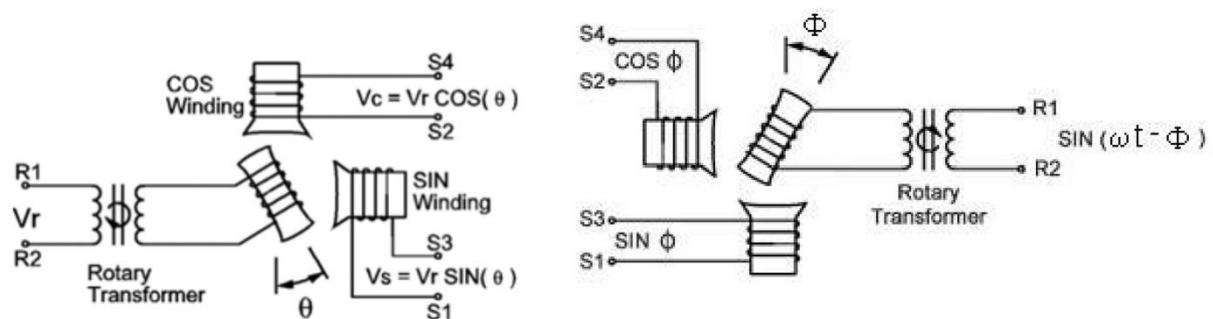 COS
Winding
S4
Vc = Vr COS(θ)
S2
R1
Vr
R2
Rotary
Transformer
SIN
Winding
S3
Vs = Vr SIN(θ)
S1
θ
S4
COS ϕ
S2
Φ
R1
SIN (ωt - Φ)
R2
Rotary
Transformer
S3
SIN ϕ
S1